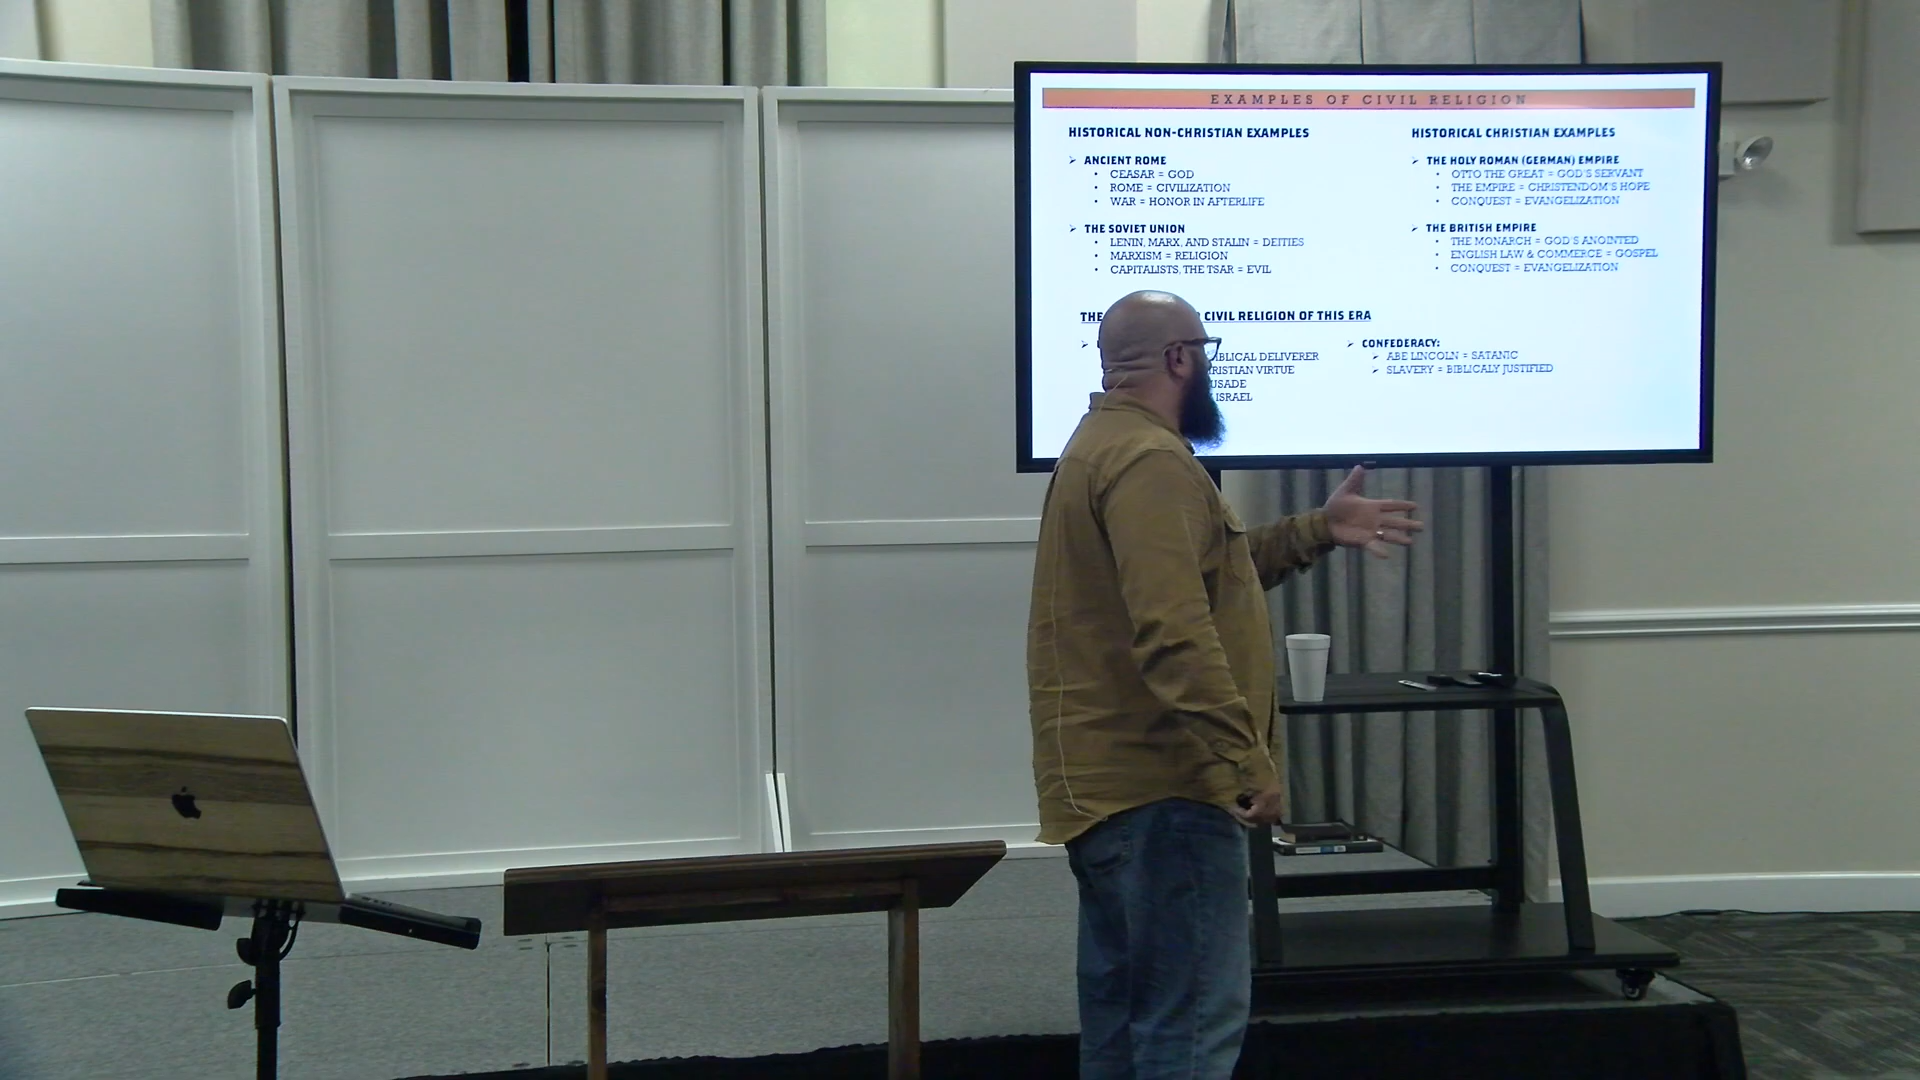 EXAMPLES OF CIVIL RELIGION
HISTORICAL NON-CHRISTIAN EXAMPLES
ANCIENT ROME
CEASAR = GOD
ROME = CIVILIZATION
WAR = HONOR IN AFTERLIFE
THE SOVIET UNION
LENIN, MARX, AND STALIN = DEITIES
MARXISM = RELIGION
CAPITALISTS, THE TSAR = EVIL
HISTORICAL CHRISTIAN EXAMPLES
THE HOLY ROMAN (GERMAN) EMPIRE
OTTO THE GREAT = GOD'S SERVANT
THE EMPIRE = CHRISTENDOM'S HOPE
CONQUEST = EVANGELIZATION
THE BRITISH EMPIRE
THE MONARCH = GOD'S ANOINTED
ENGLISH LAW & COMMERCE = GOSPEL
CONQUEST = EVANGELIZATION
THE CIVIL RELIGION OF THIS ERA
DELIVERER
VIRTUE
ISRAEL
CONFEDERACY:
ABE LINCOLN = SATANIC
SLAVERY = BIBLICALY JUSTIFIED